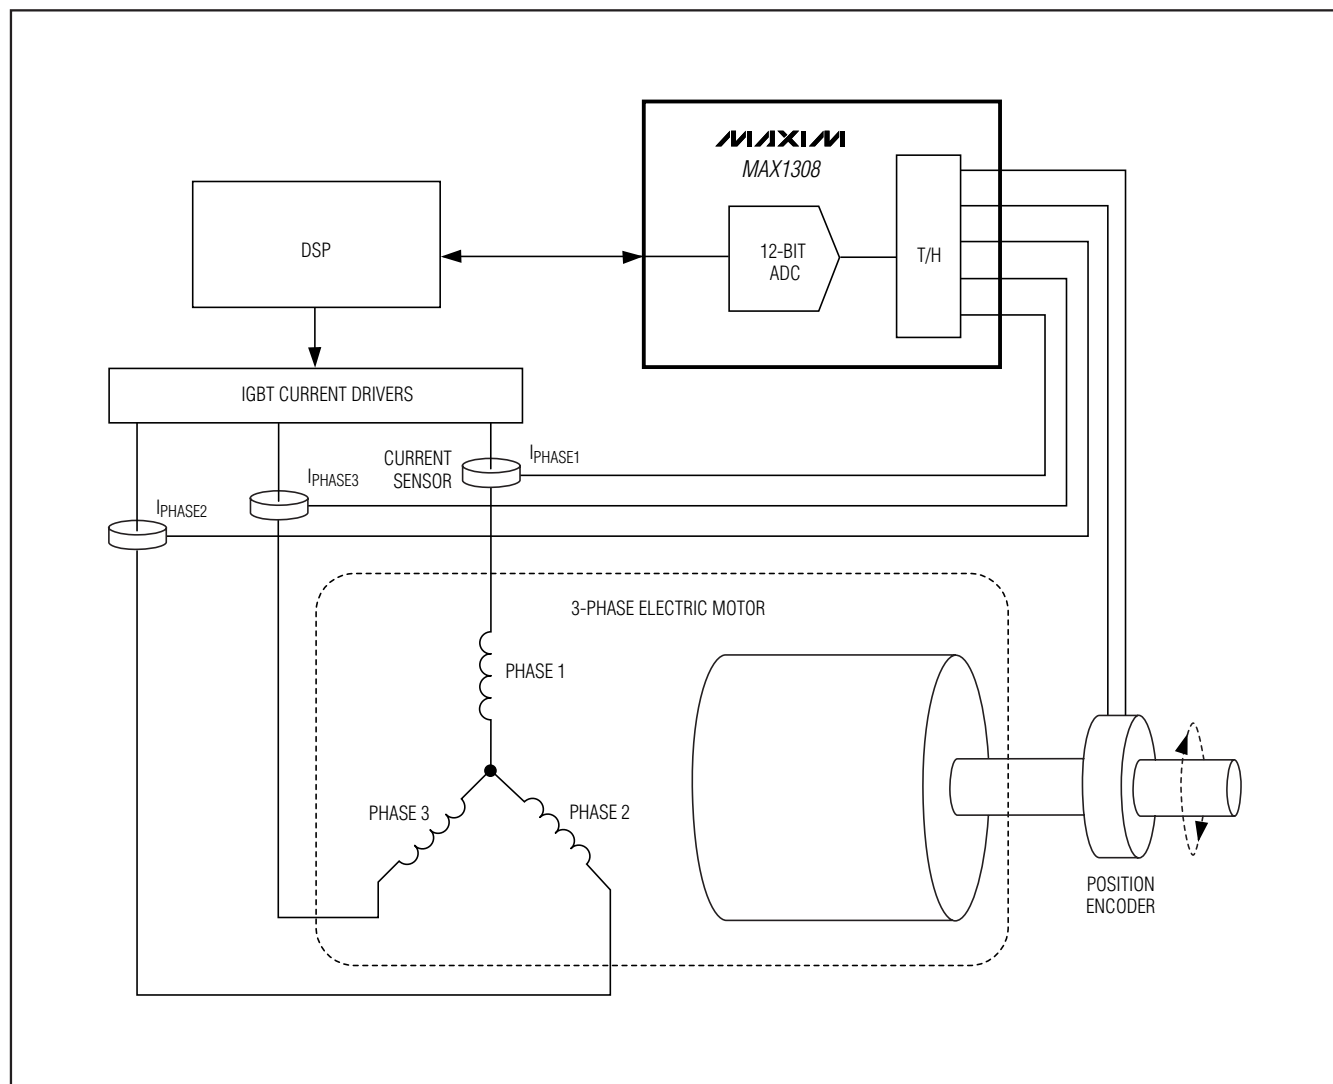 MAXIM
MAX1308
DSP
12-BIT
ADC
T/H
IGBT CURRENT DRIVERS
CURRENT
SENSOR
IPHASE1
IPHASE3
IPHASE2
3-PHASE ELECTRIC MOTOR
PHASE 1
PHASE 3
PHASE 2
POSITION
ENCODER